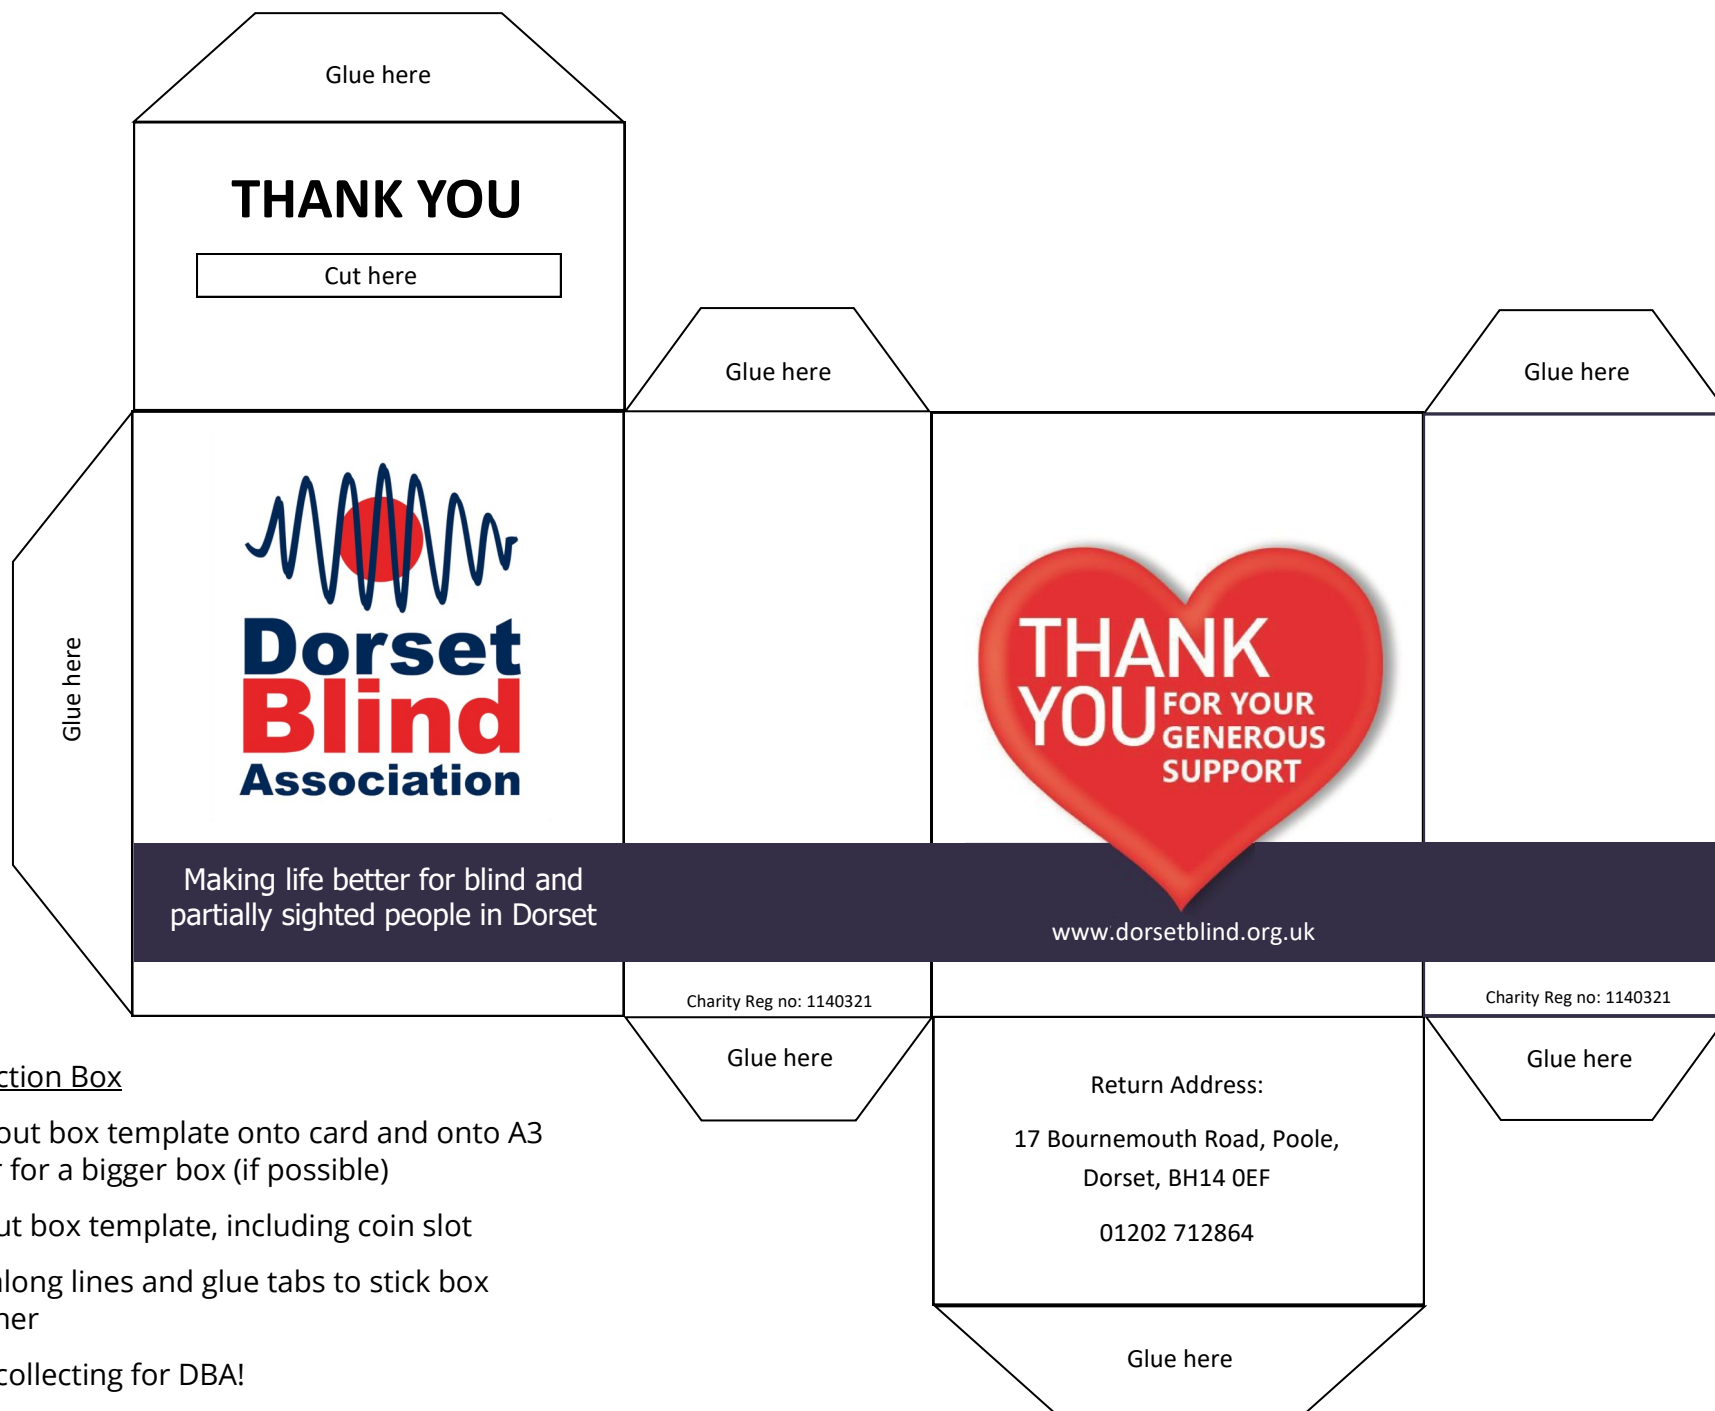 Glue here
THANK YOU
Cut here
Glue here
Glue here
Glue here
Dorset
Blind
Association
Making life better for blind and
partially sighted people in Dorset
THANK
YOU FOR YOUR
GENEROUS
SUPPORT
www.dorsetblind.org.uk
Charity Reg no: 1140321
Charity Reg no: 1140321
Glue here
Glue here
Return Address:
17 Bournemouth Road, Poole,
Dorset, BH14 0EF
01202 712864
Glue here
Box
out box template onto card and onto A3
for a bigger box (if possible)
box template, including coin slot
lines and glue tabs to stick box
collecting for DBA!